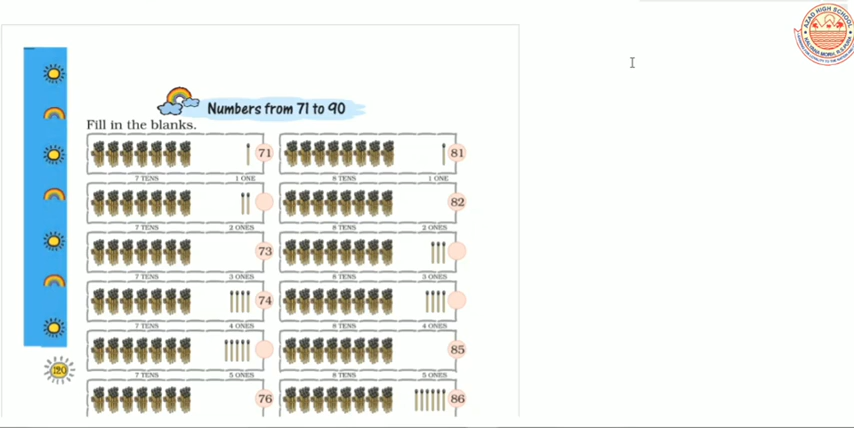 AZAD HIGH SCHOOL
Numbers from 71 to 90
Fill in the blanks.
71 81
7 TENS 1 ONE 8 TENS 1 ONE
82
7 TENS 2 ONES 8 TENS 2 ONES
73
7 TENS 3 ONES 8 TENS 3 ONES
74
7 TENS 4 ONES 8 TENS 4 ONES
85
120 7 TENS 5 ONES 8 TENS 5 ONES
76 86